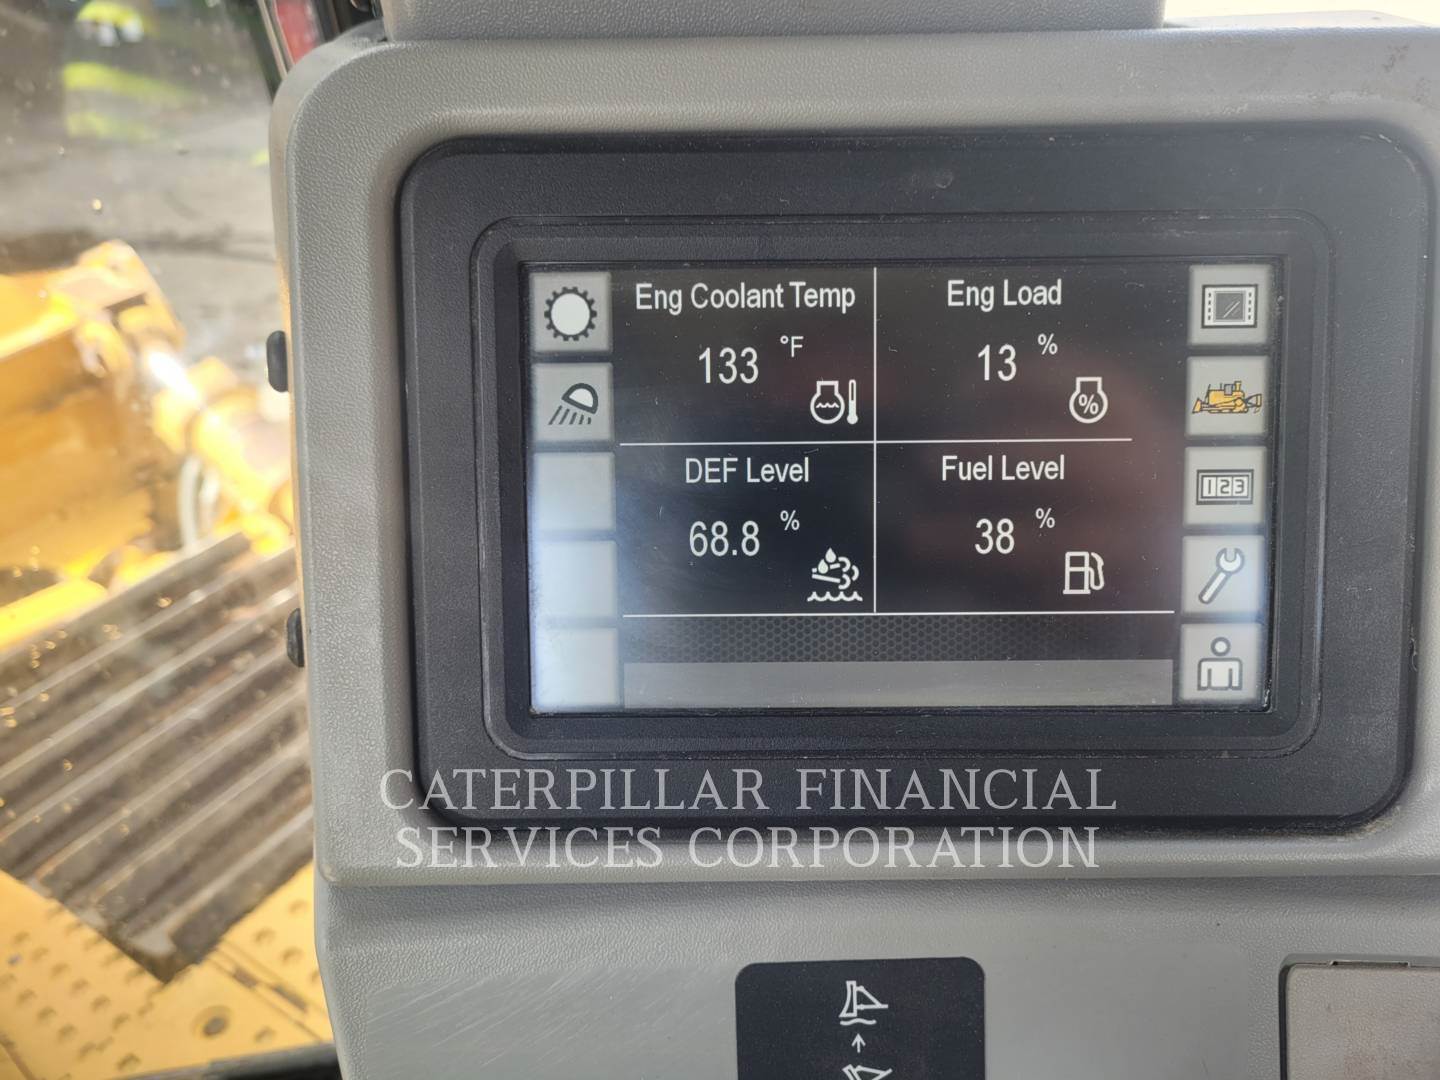 Eng Coolant Temp
133 °F
Eng Load
13 %
%
DEF Level
68.8 %
Fuel Level
38 %
123
CATERPILLAR FINANCIAL
SERVICES CORPORATION